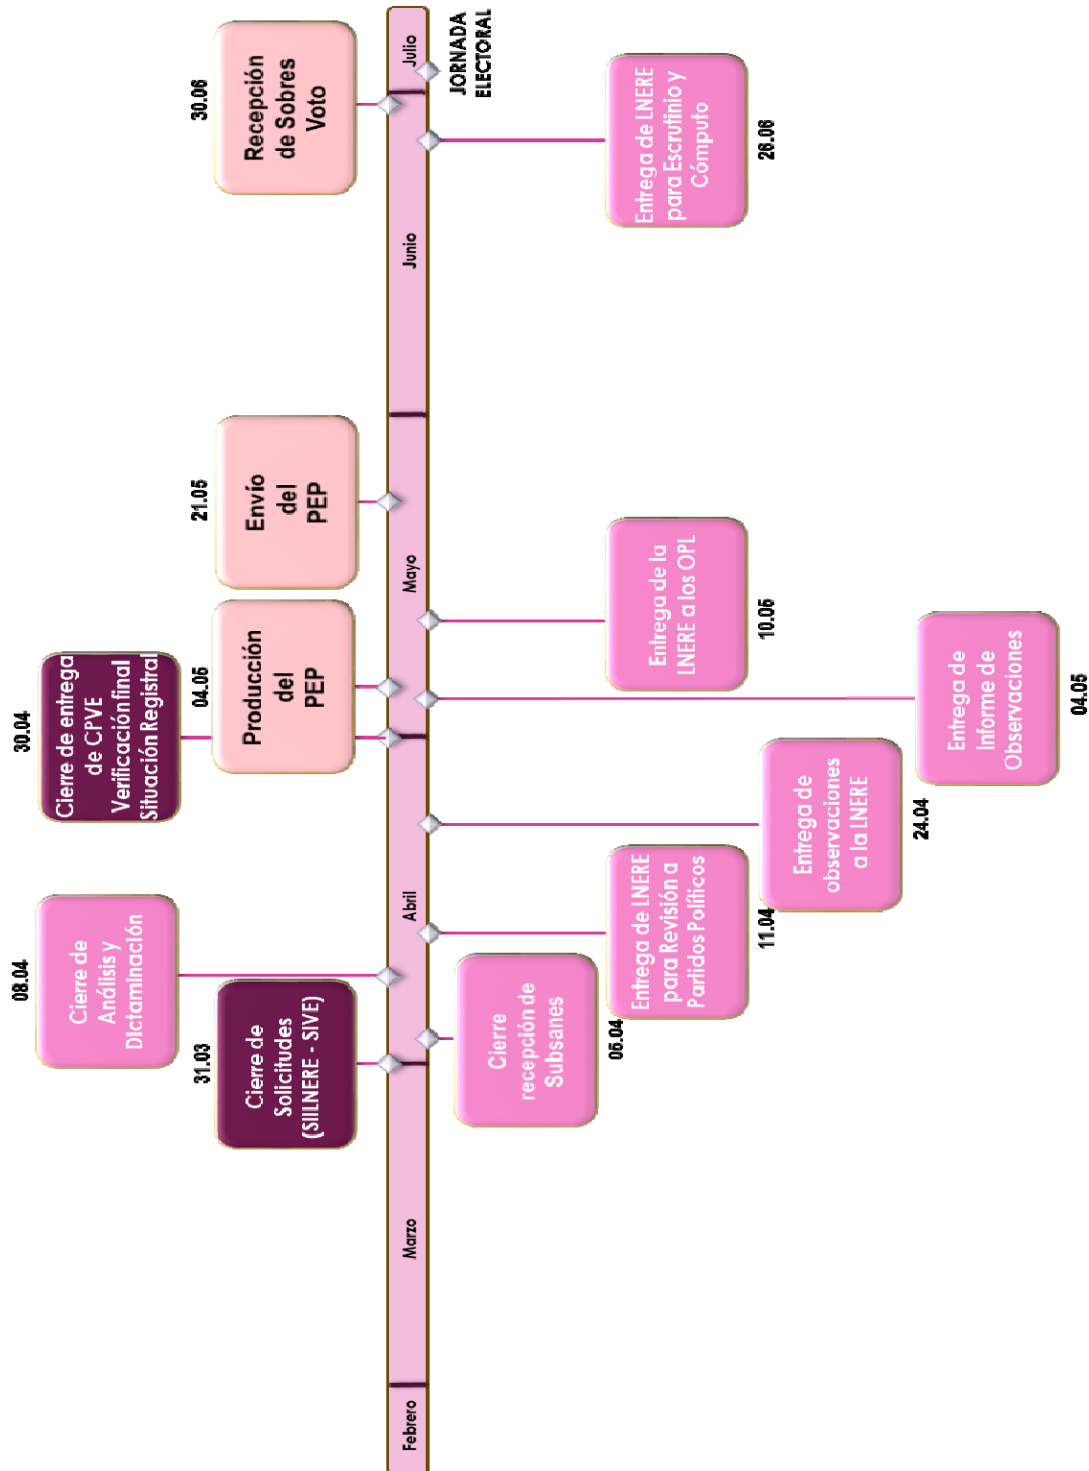 08.04
Cierre de
Análisis y
Dictaminación
30.04
Cierre de entrega
de CPVE
Verificación final
Situación Registral
31.03
Cierre de
Solicitudes
(SIILNERE - SIVE)
04.05
Producción
del
PEP
21.05
Envío
del
PEP
30.06
Recepción
de Sobres
Voto
Febrero
Marzo
Abril
Mayo
Junio
Julio
JORNADA
ELECTORAL
Cierre
recepción de
Subsanes
05.04
Entrega de LNERE
para Revisión a
Partidos Políticos
11.04
Entrega de la
LNERE a los OPL
10.05
Entrega de LNERE
para Escrutinio y
Cómputo
26.06
Entrega de
observaciones
a la LNERE
24.04
Entrega de
Informe de
Observaciones
04.05